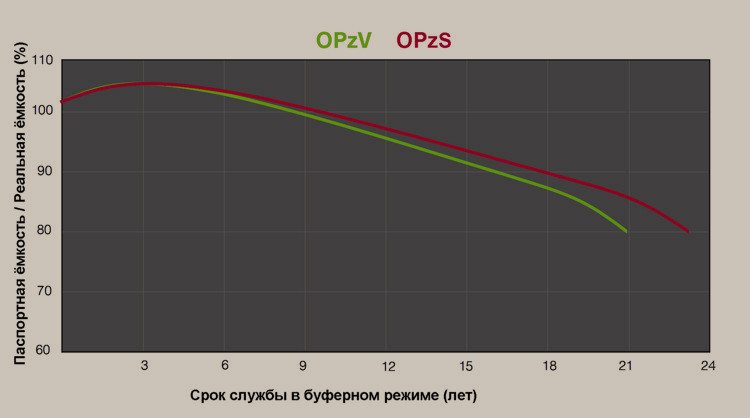 OPzV OPzS
Паспортная ёмкость / Реальная ёмкость (%)
110
100
90
80
70
60
3 6 9 12 15 18 21 24
Срок службы в буферном режиме (лет)